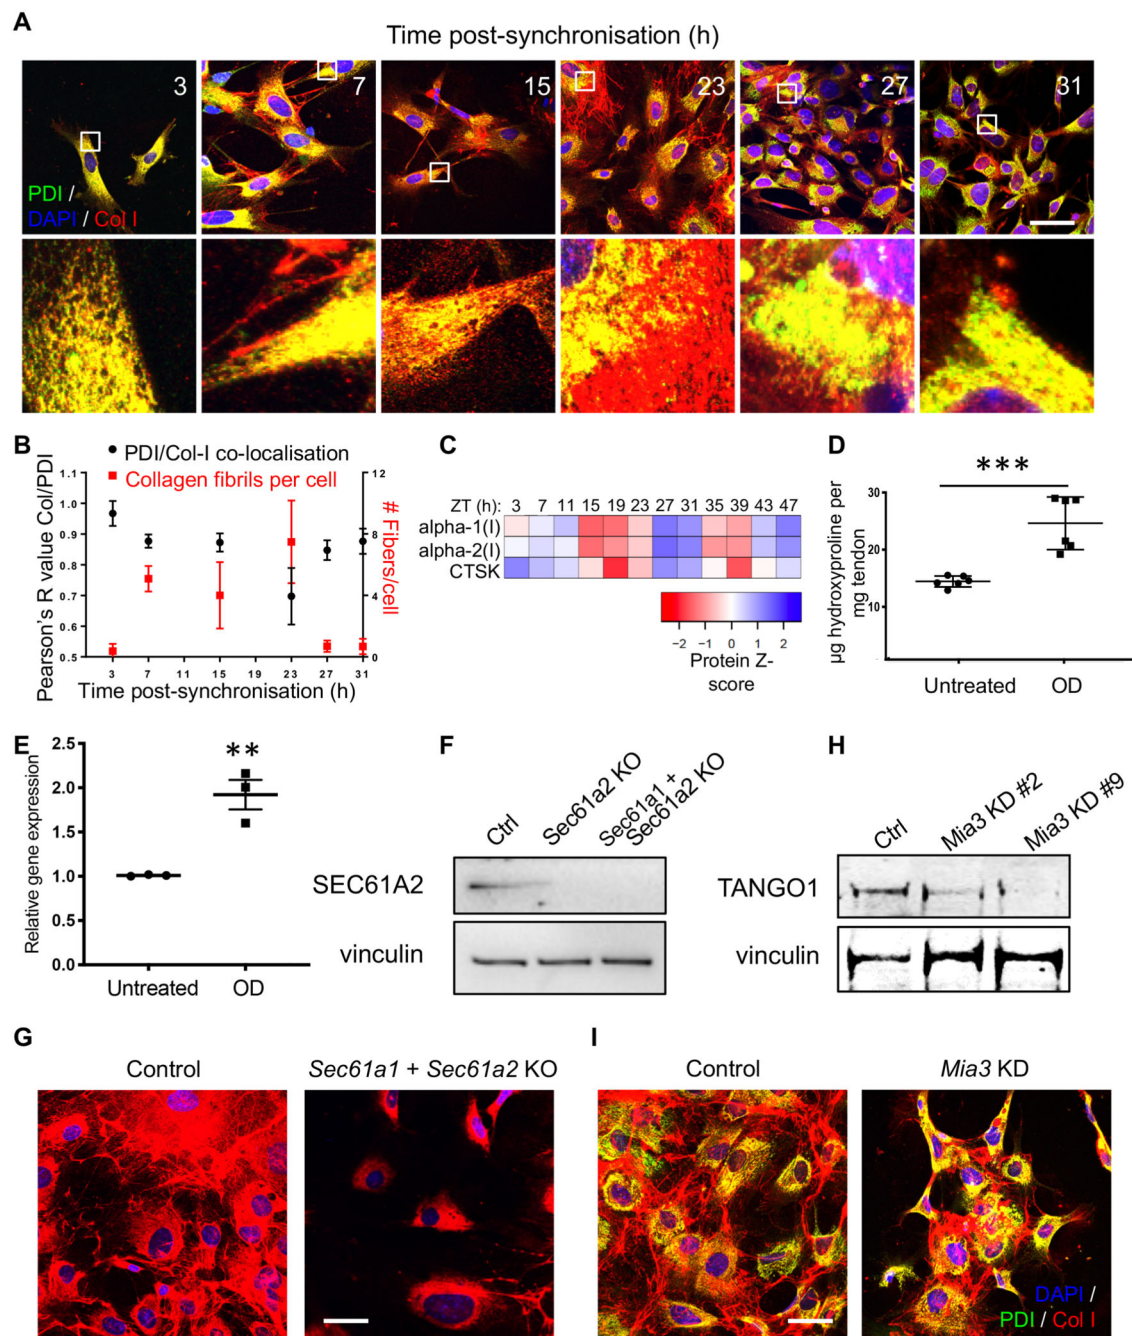 A
Time post-synchronisation (h)
3
7
15
23
27
31
PDI /
DAPI / Col I
B
PDI/Col-I co-localisation
Collagen fibrils per cell
Pearson's R value Col/PDI
1.1
1.0
0.9
0.8
0.7
0.6
0.5
12
8
4
0
# Fibers/cell
3 7 11 15 19 23 27 31
Time post-synchronisation (h)
C
ZT (h): 3 7 11 15 19 23 27 31 35 39 43 47
alpha-1(I)
alpha-2(I)
CTSK
−2 −1 0 1 2
Protein Z-
score
D
***
µg hydroxyproline per
mg tendon
30
20
10
Untreated OD
E
**
Relative gene expression
2.5
2.0
1.5
1.0
0.5
0.0
Untreated OD
F
Ctrl
Sec61a2 KO
Sec61a1 +
Sec61a2 KO
SEC61A2
vinculin
H
Ctrl
Mia3 KD #2
Mia3 KD #9
TANGO1
vinculin
G
Control
Sec61a1 + Sec61a2 KO
I
Control
Mia3 KD
DAPI /
PDI / Col I